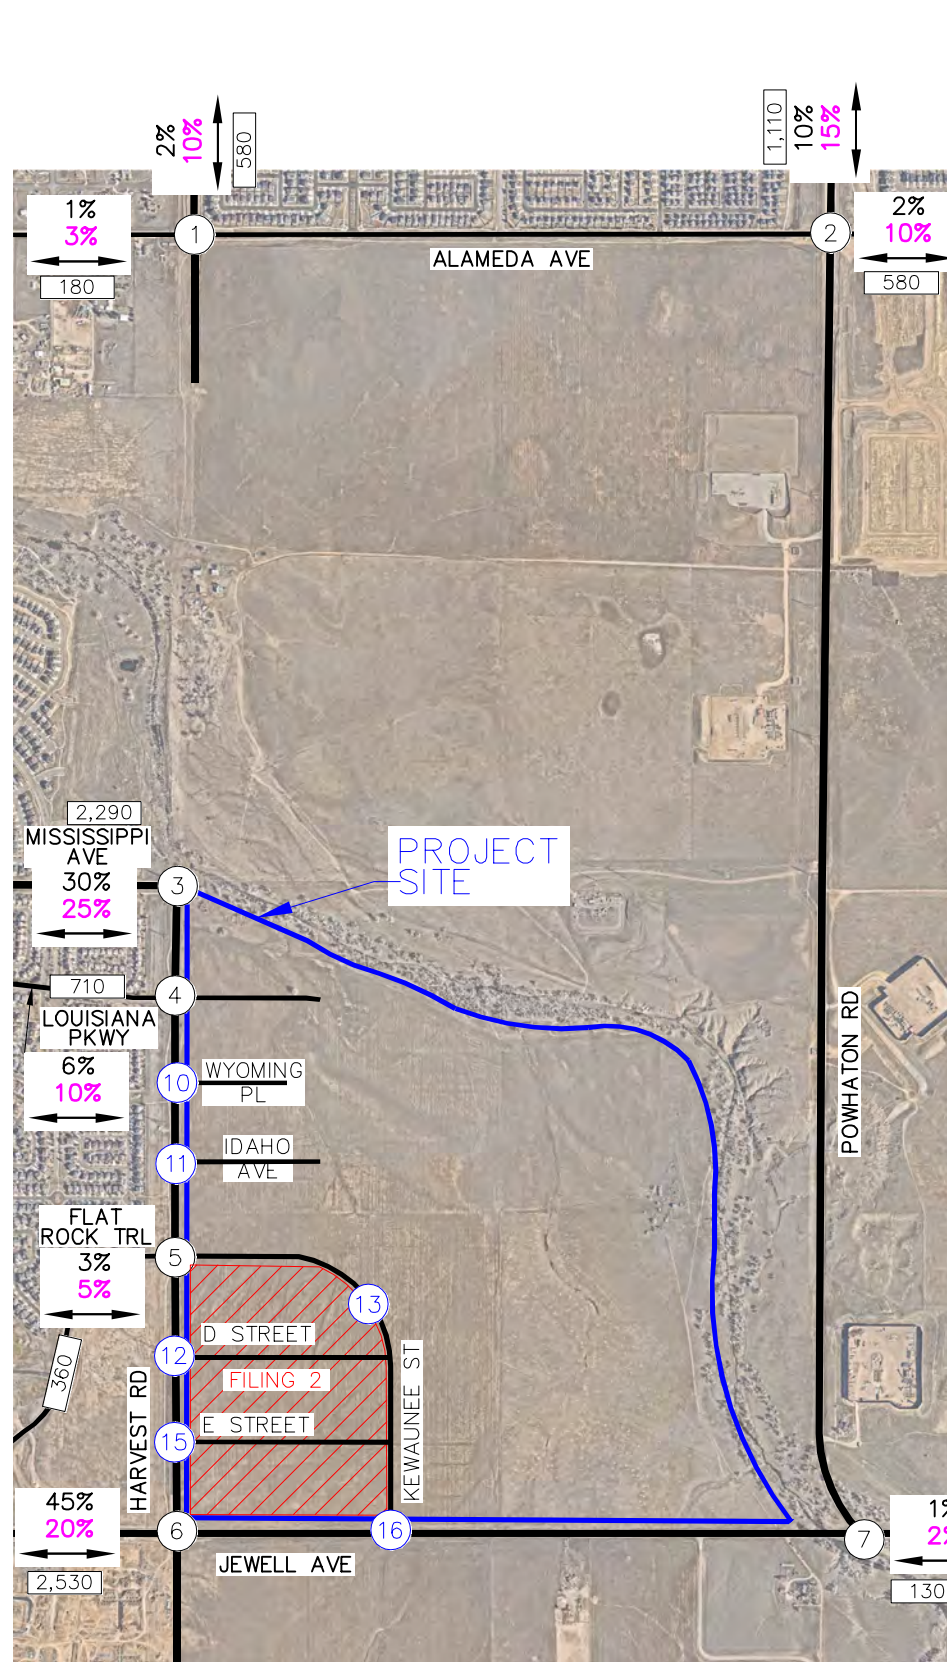 2%
10%
580
1,110
10%
15%
1%
3%
180
1
2
2%
10%
580
ALAMEDA AVE
2,290
MISSISSIPPI
AVE
30%
25%
3
PROJECT
SITE
710
4
LOUISIANA
PKWY
6%
10%
10
WYOMING
PL
POWHATON RD
11
IDAHO
AVE
FLAT
ROCK TRL
3%
5%
5
13
360
12
D STREET
FILING 2
HARVEST RD
15
E STREET
KEWAUNEE ST
45%
20%
2,530
6
16
JEWELL AVE
7
1%
2%
130